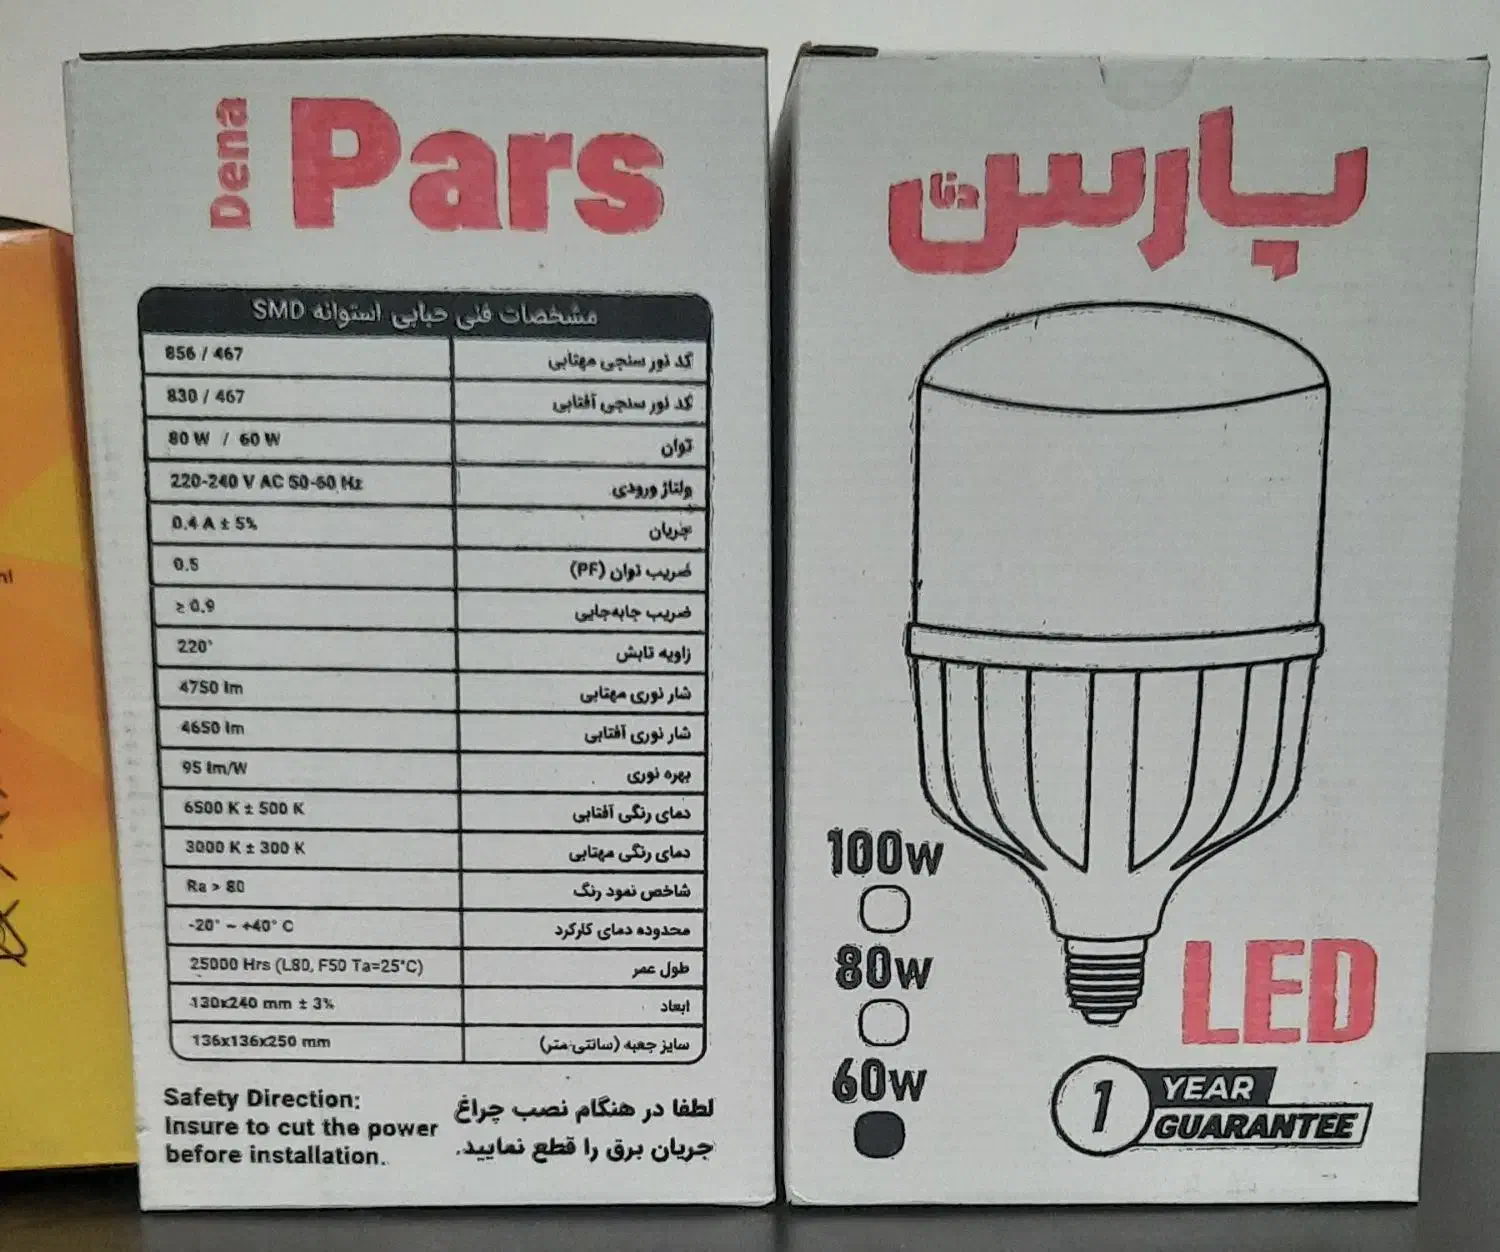 Dena
Pars
مشخصات فنی حبابی استوانه SMD
کد نور سنجی مهتابی 856 / 467
کد نور سنجی آفتابی 830 / 467
توان 80 W / 60 W
ولتاژ ورودی 220-240 V AC 50-60 Hz
جریان 0.4 A ± 5%
ضریب توان (PF) 0.5
ضریب جابه‌جایی ≥ 0.9
زاویه تابش 220°
شار نوری مهتابی 4750 lm
شار نوری آفتابی 4650 lm
بهره نوری 95 lm/W
دمای رنگی آفتابی 6500 K ± 500 K
دمای رنگی مهتابی 3000 K ± 300 K
شاخص نمود رنگ Ra > 80
محدوده دمای کارکرد -20° ~ +40° C
طول عمر 25000 Hrs (L80, F50 Ta=25°C)
ابعاد 130x240 mm ± 3%
سایز جعبه (سانتی‌متر) 136x136x250 mm
Safety Direction:
Insure to cut the power
before installation.
لطفا در هنگام نصب چراغ
جریان برق را قطع نمایید.
پارس
دنا
100w
80w
60w
LED
1 YEAR
GUARANTEE